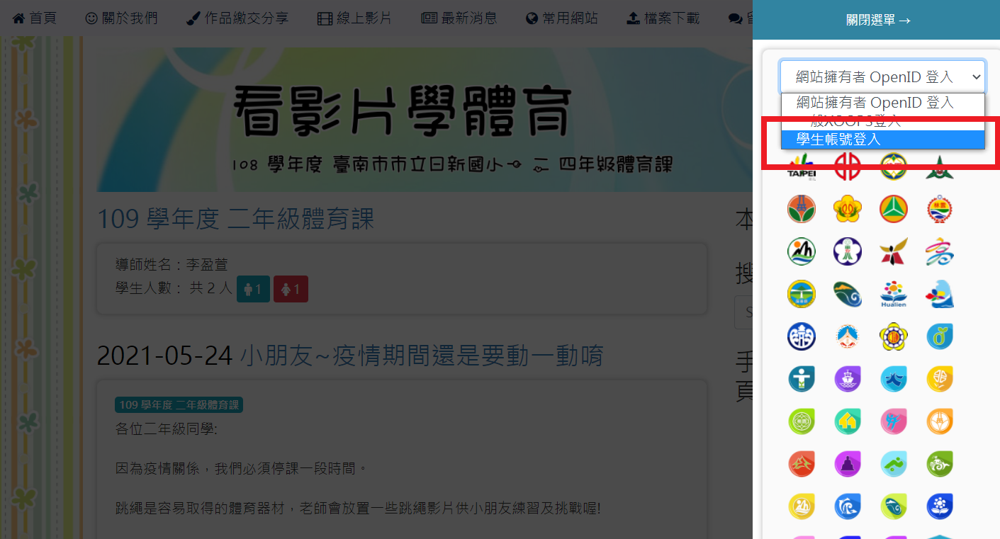 首頁 關於我們 作品繳交分享 線上影片 最新消息 常用網站 檔案下載
關閉選單 →
網站擁有者 OpenID 登入
網站擁有者 OpenID 登入
一般XOOPS登入
學生帳號登入
看影片學體育
108 學年度 臺南市市立日新國小一 二 四年級體育課
109 學年度 二年級體育課
導師姓名：李盈萱
學生人數： 共 2 人 1 1
2021-05-24 小朋友~疫情期間還是要動一動唷
109 學年度 二年級體育課
各位二年級同學:
因為疫情關係，我們必須停課一段時間。
跳繩是容易取得的體育器材，老師會放置一些跳繩影片供小朋友練習及挑戰喔!
本
搜
S
手
頁
TAIPEI
Hualien